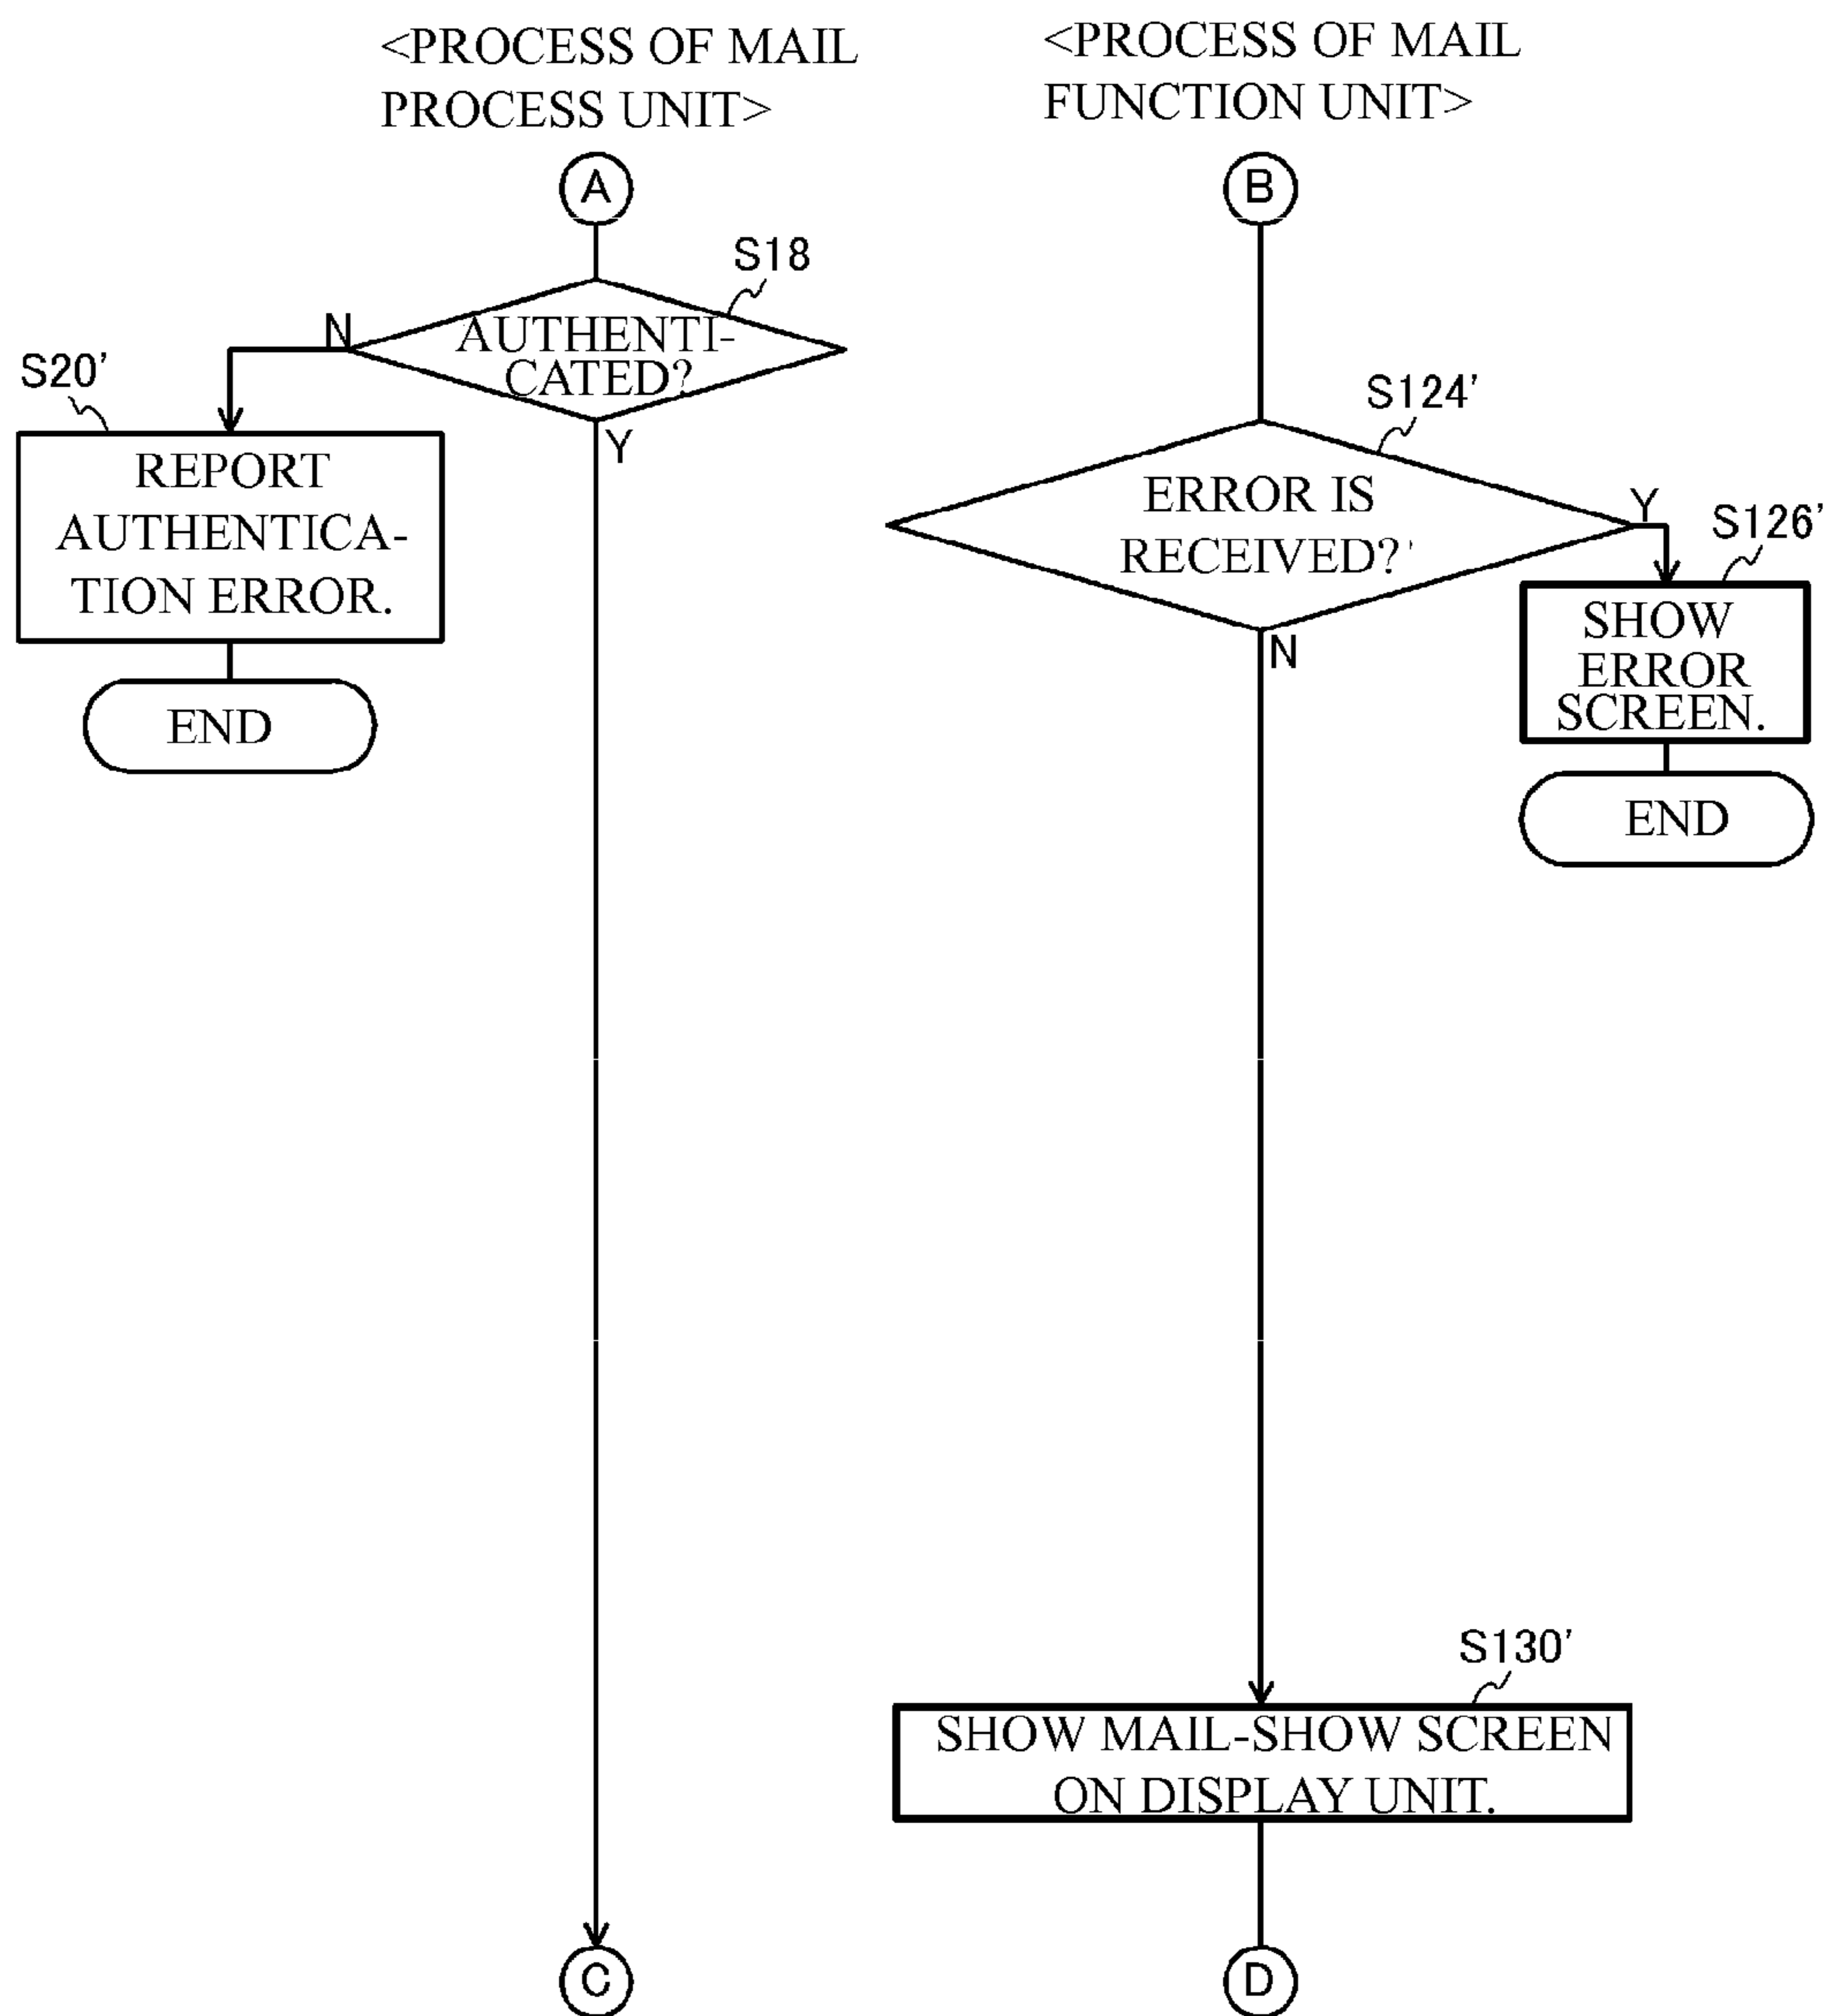 <PROCESS OF MAIL
PROCESS UNIT>
A
S18
AUTHENTI-
CATED?
N
Y
S20'
REPORT
AUTHENTICA-
TION ERROR.
END
C
<PROCESS OF MAIL
FUNCTION UNIT>
B
S124'
ERROR IS
RECEIVED?'
Y
N
S126'
SHOW
ERROR
SCREEN.
END
S130'
SHOW MAIL-SHOW SCREEN
ON DISPLAY UNIT.
D